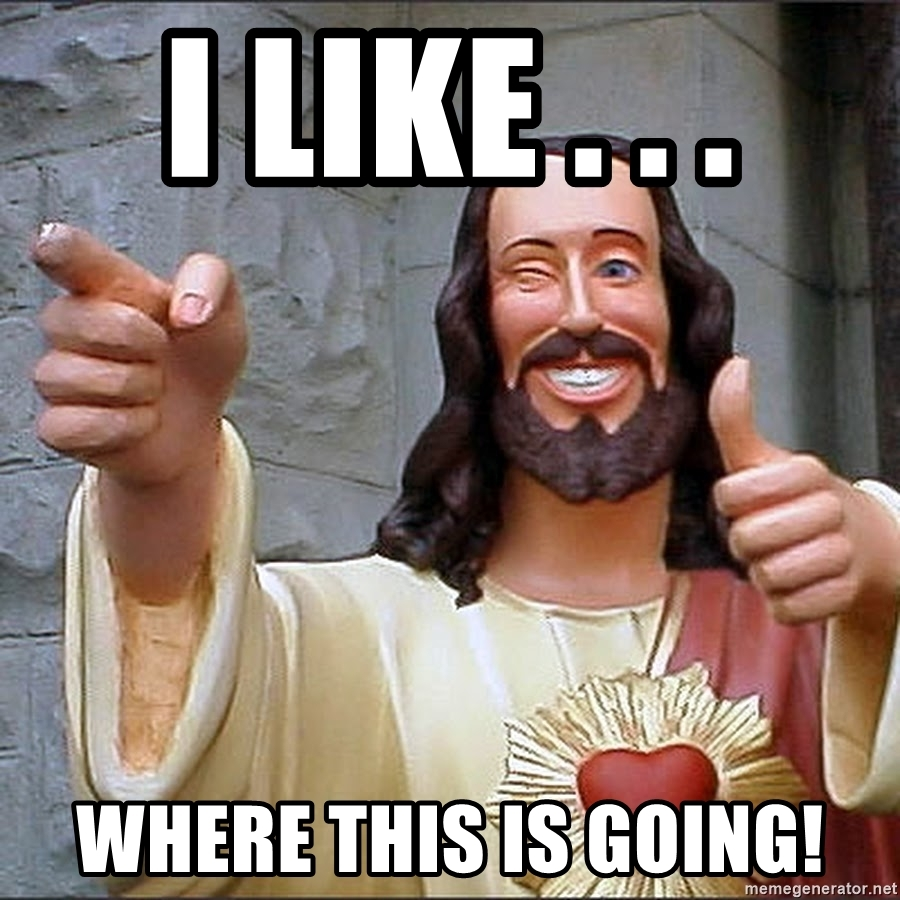 I LIKE . . .
WHERE THIS IS GOING!
memegenerator.net